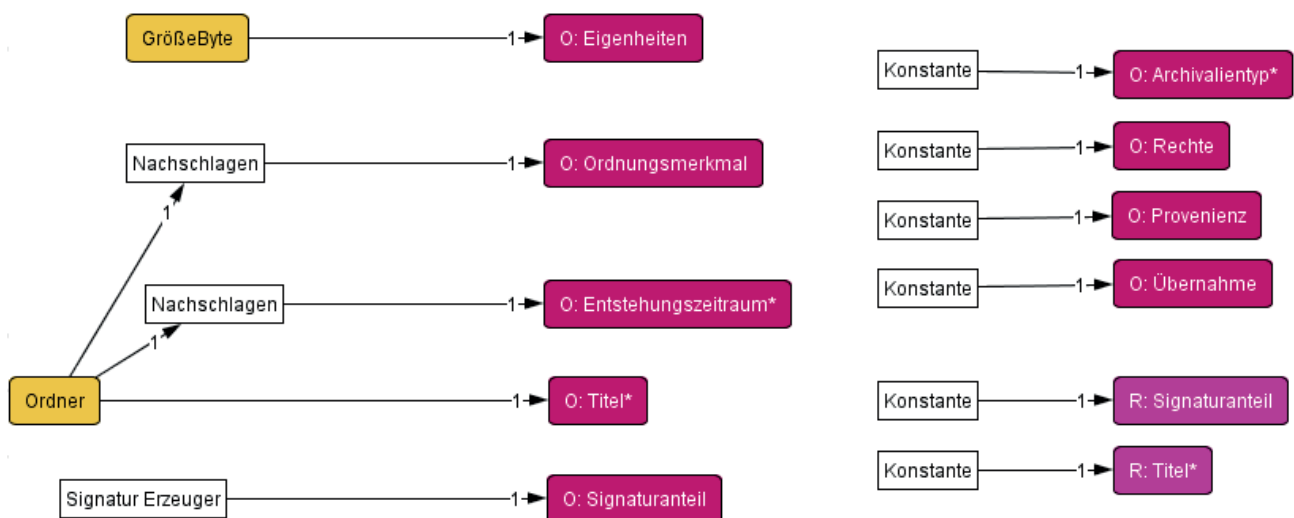 GrößeByte
1
O: Eigenheiten
Nachschlagen
1
O: Ordnungsmerkmal
1
Nachschlagen
1
O: Entstehungszeitraum*
1
Ordner
1
O: Titel*
Signatur Erzeuger
1
O: Signaturanteil
Konstante
1
O: Archivalientyp*
Konstante
1
O: Rechte
Konstante
1
O: Provenienz
Konstante
1
O: Übernahme
Konstante
1
R: Signaturanteil
Konstante
1
R: Titel*